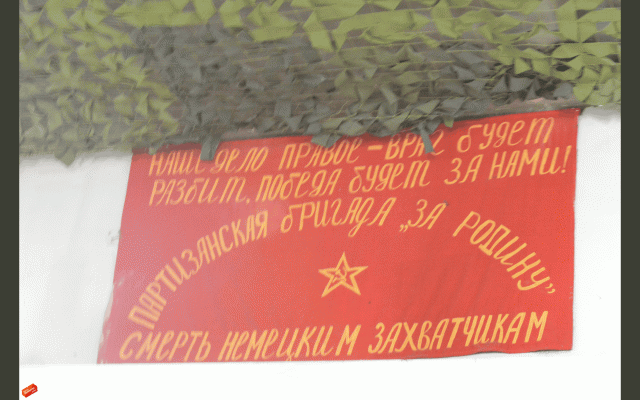 НАШЕ ДЕЛО ПРАВОЕ – ВРАГ БУДЕТ
РАЗБИТ, ПОБЕДА БУДЕТ ЗА НАМИ!
ПАРТИЗАНСКАЯ БРИГАДА „ЗА РОДИНУ”
СМЕРТЬ НЕМЕЦКИМ ЗАХВАТЧИКАМ